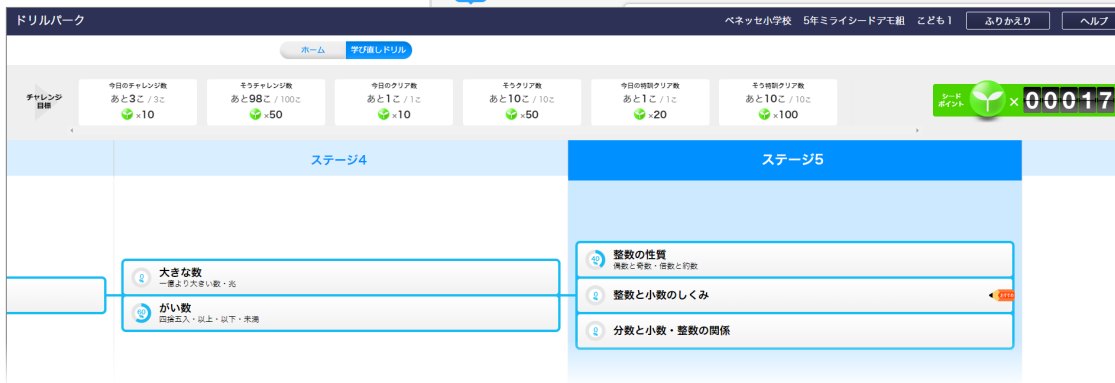 ドリルパーク
ベネッセ小学校 5年ミライシードデモ組 こども1
ふりかえり
ヘルプ
ホーム
学び直しドリル
チャレンジ
目標
今日のチャレンジ数
あと3こ / 3こ
×10
そうチャレンジ数
あと98こ / 100こ
×50
今日のクリア数
あと1こ / 1こ
×10
そうクリア数
あと10こ / 10こ
×50
今日の特訓クリア数
あと1こ / 1こ
×20
そう特訓クリア数
あと10こ / 10こ
×100
シード
ポイント
×00017
ステージ4
ステージ5
大きな数
一億より大きい数・兆
60
%
がい数
四捨五入・以上・以下・未満
40
%
整数の性質
偶数と奇数・倍数と約数
0
%
整数と小数のしくみ
分数と小数・整数の関係